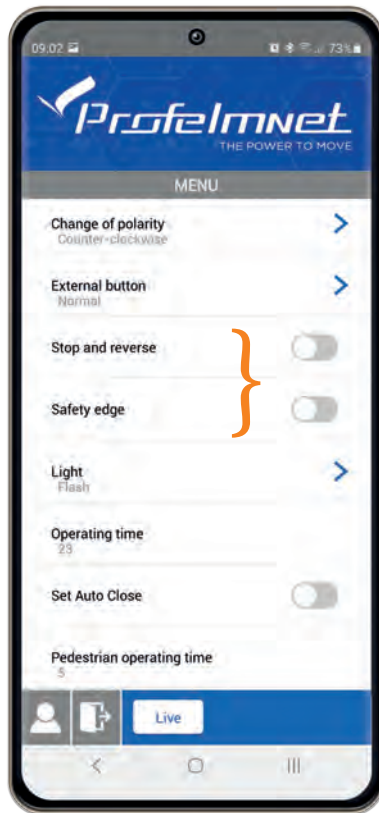 09:02
73%
Profelmnet
THE POWER TO MOVE
MENU
Change of polarity
Counter-clockwise
External button
Normal
Stop and reverse
Safety edge
Light
Flash
Operating time
23
Set Auto Close
Pedestrian operating time
5
Live